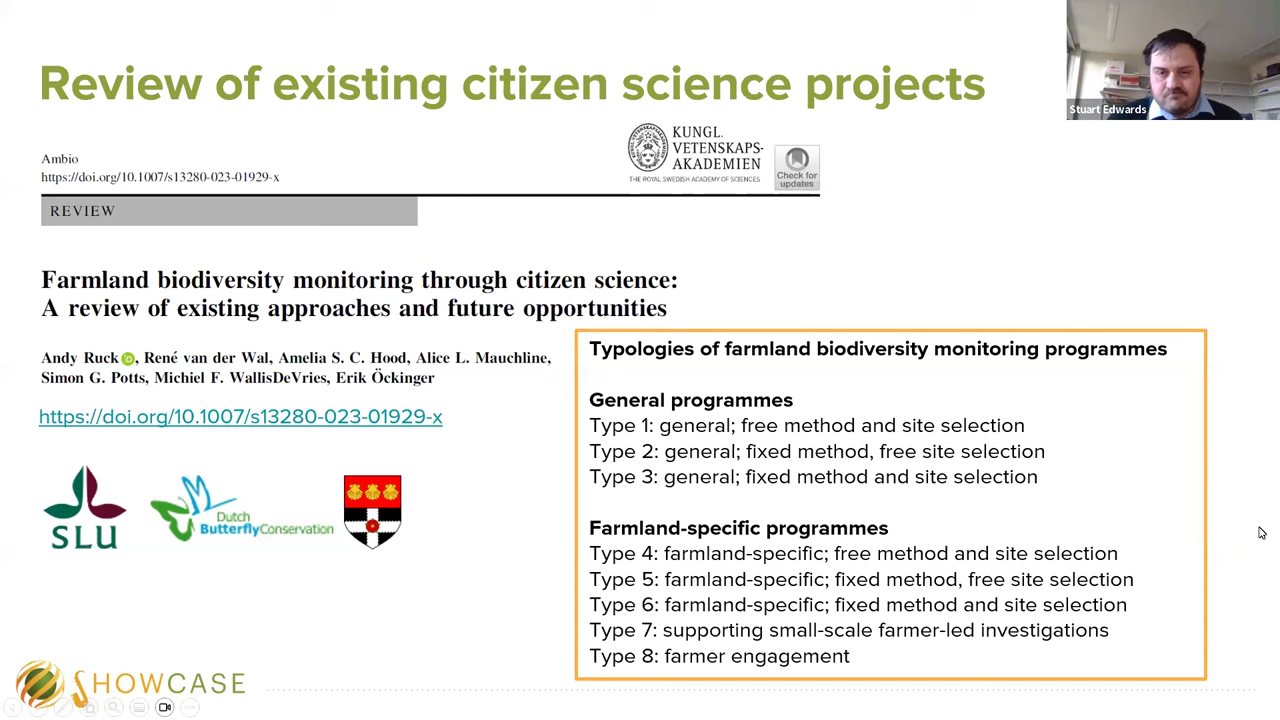 Review of existing citizen science projects
Stuart Edwards
Ambio
https://doi.org/10.1007/s13280-023-01929-x
KUNGL.
VETENSKAPS-
AKADEMIEN
THE ROYAL SWEDISH ACADEMY OF SCIENCES
Check for
updates
REVIEW
Farmland biodiversity monitoring through citizen science:
A review of existing approaches and future opportunities
Andy Ruck, René van der Wal, Amelia S. C. Hood, Alice L. Mauchline,
Simon G. Potts, Michiel F. WallisDeVries, Erik Öckinger
https://doi.org/10.1007/s13280-023-01929-x
SLU
Dutch
ButterflyConservation
Typologies of farmland biodiversity monitoring programmes
General programmes
Type 1: general; free method and site selection
Type 2: general; fixed method, free site selection
Type 3: general; fixed method and site selection
Farmland-specific programmes
Type 4: farmland-specific; free method and site selection
Type 5: farmland-specific; fixed method, free site selection
Type 6: farmland-specific; fixed method and site selection
Type 7: supporting small-scale farmer-led investigations
Type 8: farmer engagement
SHOWCASE